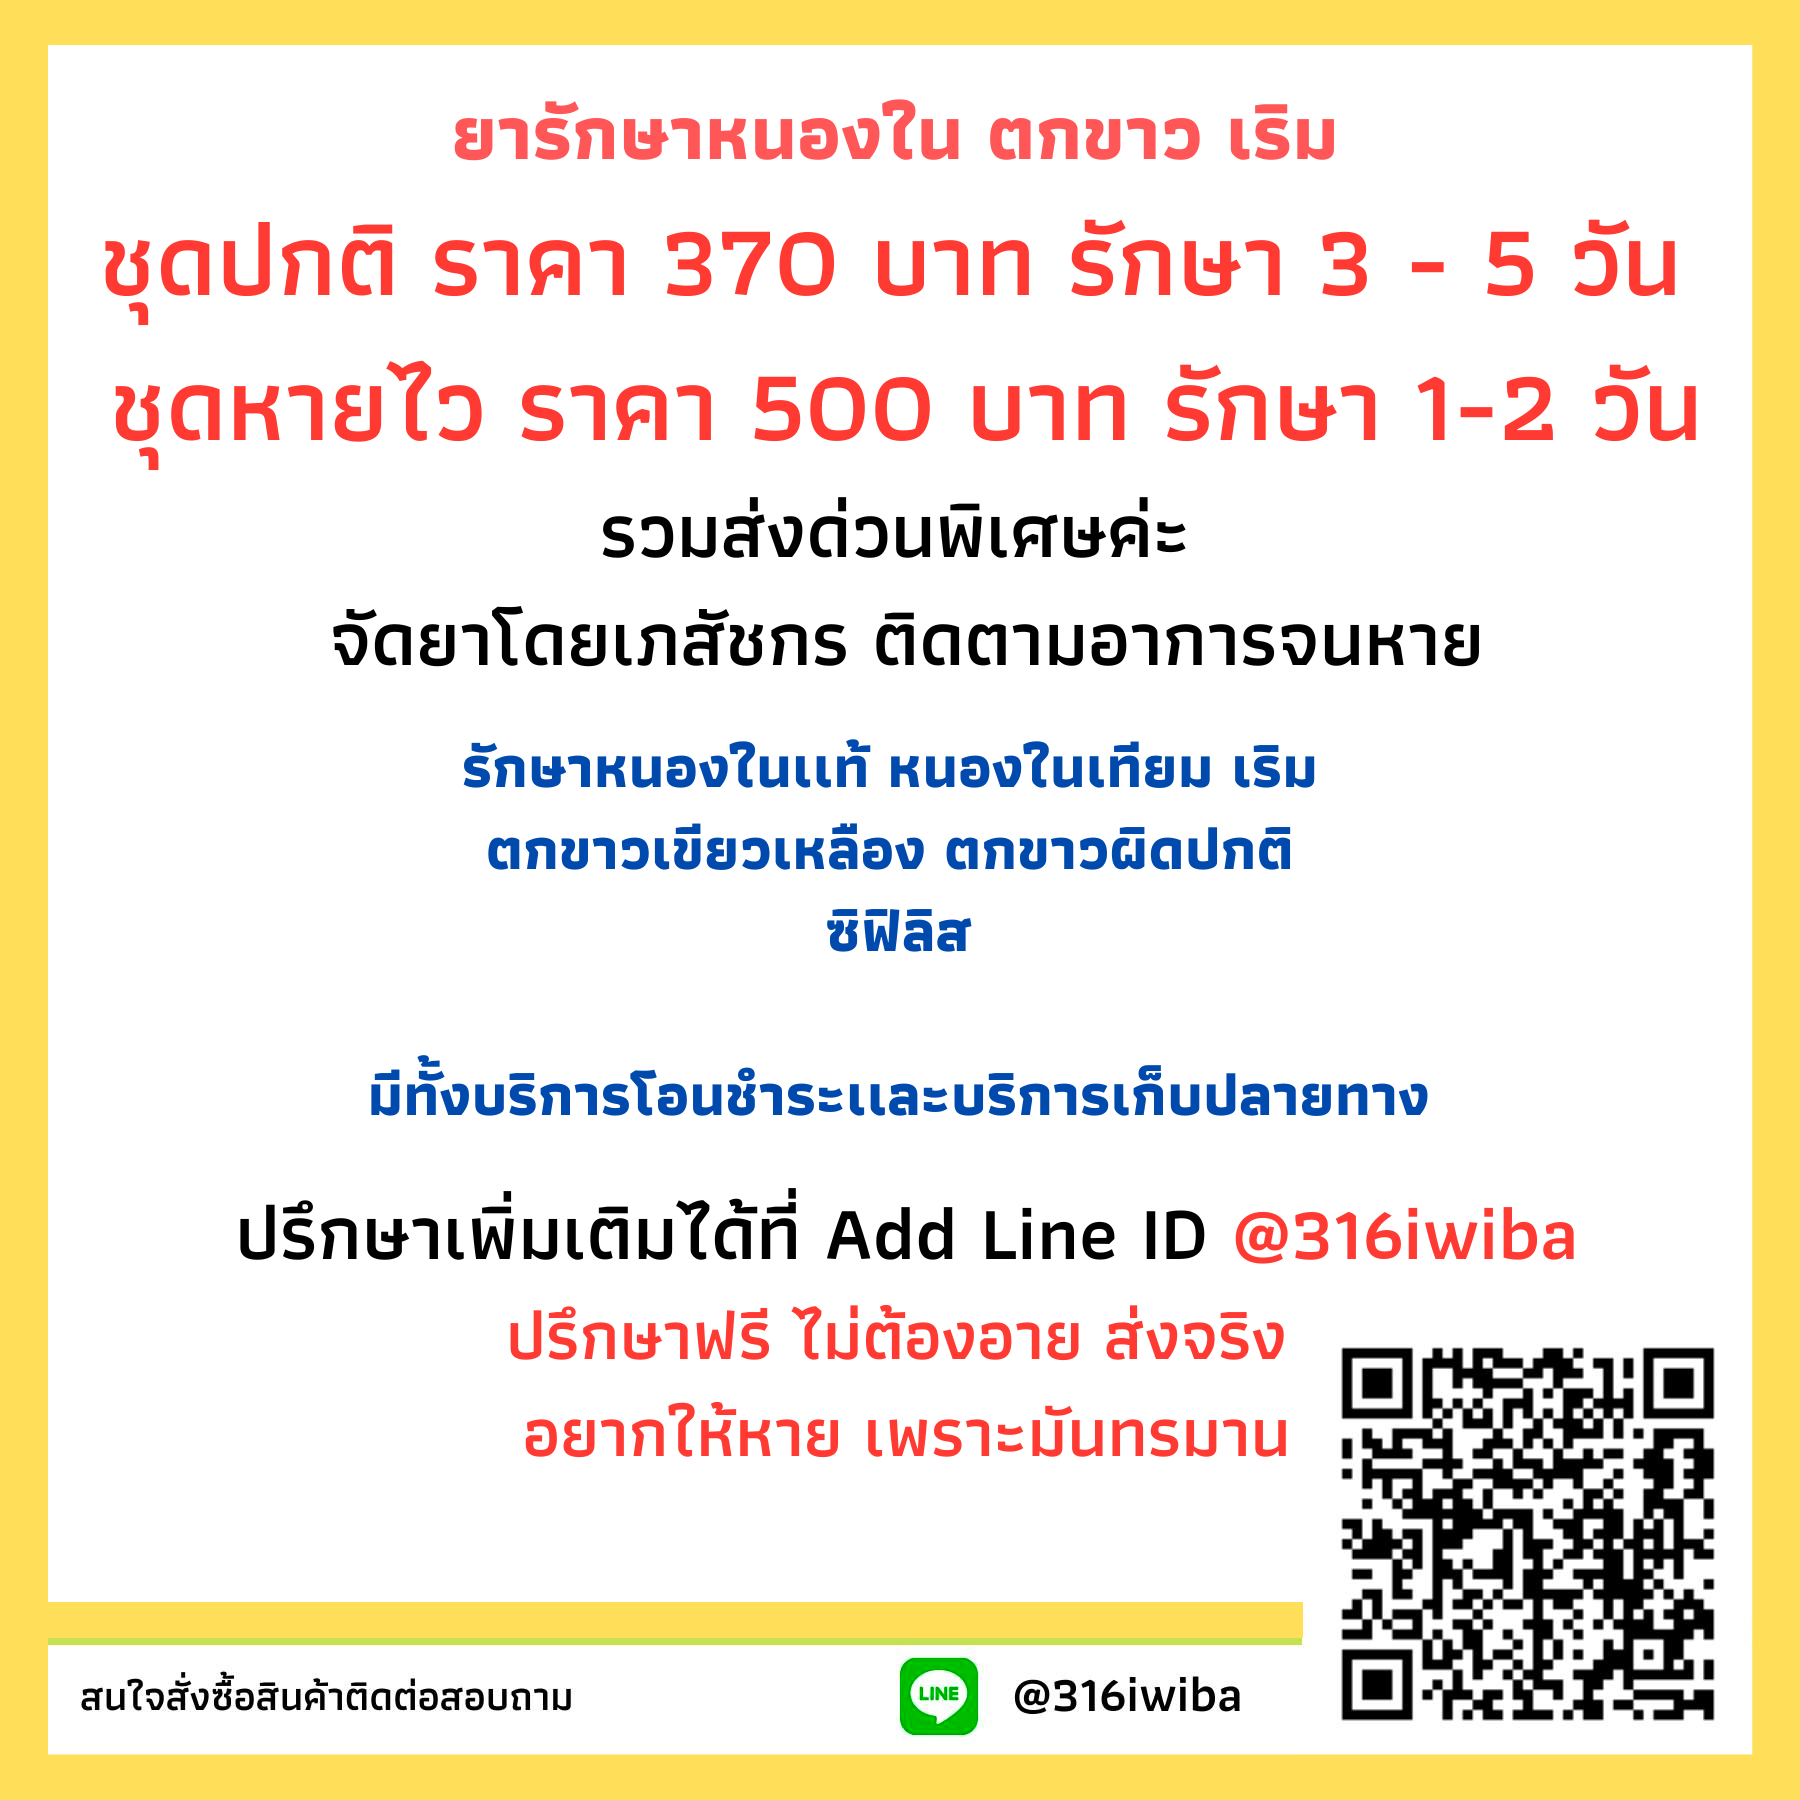 ยารักษาหนองใน ตกขาว เริม
ชุดปกติ ราคา 370 บาท รักษา 3 - 5 วัน
ชุดหายไว ราคา 500 บาท รักษา 1-2 วัน
รวมส่งด่วนพิเศษค่ะ
จัดยาโดยเภสัชกร ติดตามอาการจนหาย
รักษาหนองในแท้ หนองในเทียม เริม
ตกขาวเขียวเหลือง ตกขาวผิดปกติ
ซิฟิลิส
มีทั้งบริการโอนชำระและบริการเก็บปลายทาง
ปรึกษาเพิ่มเติมได้ที่ Add Line ID @316iwiba
ปรึกษาฟรี ไม่ต้องอาย ส่งจริง
อยากให้หาย เพราะมันทรมาน
สนใจสั่งซื้อสินค้าติดต่อสอบถาม
LINE
@316iwiba